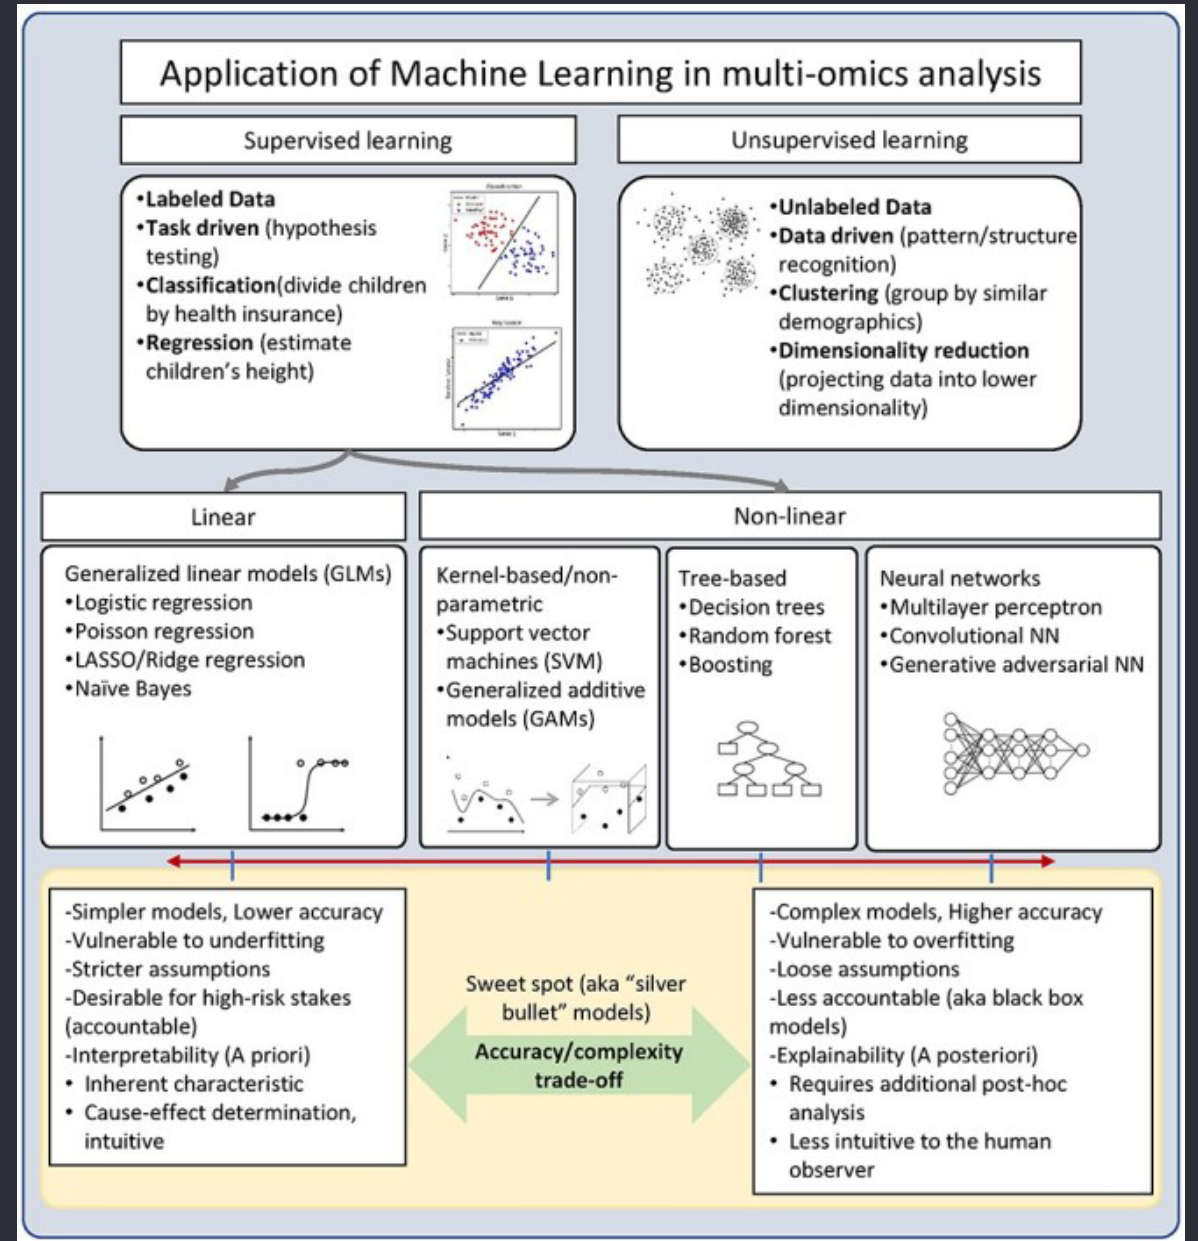 Application of Machine Learning in multi-omics analysis
Supervised learning
•Labeled Data
•Task driven (hypothesis
testing)
•Classification(divide children
by health insurance)
•Regression (estimate
children's height)
Unsupervised learning
•Unlabeled Data
•Data driven (pattern/structure
recognition)
•Clustering (group by similar
demographics)
•Dimensionality reduction
(projecting data into lower
dimensionality)
Linear
Generalized linear models (GLMs)
•Logistic regression
•Poisson regression
•LASSO/Ridge regression
•Naïve Bayes
Non-linear
Kernel-based/non-
parametric
•Support vector
machines (SVM)
•Generalized additive
models (GAMs)
Tree-based
•Decision trees
•Random forest
•Boosting
Neural networks
•Multilayer perceptron
•Convolutional NN
•Generative adversarial NN
-Simpler models, Lower accuracy
-Vulnerable to underfitting
-Stricter assumptions
-Desirable for high-risk stakes
(accountable)
-Interpretability (A priori)
• Inherent characteristic
• Cause-effect determination,
intuitive
Sweet spot (aka "silver
bullet" models)
Accuracy/complexity
trade-off
-Complex models, Higher accuracy
-Vulnerable to overfitting
-Loose assumptions
-Less accountable (aka black box
models)
-Explainability (A posteriori)
• Requires additional post-hoc
analysis
• Less intuitive to the human
observer